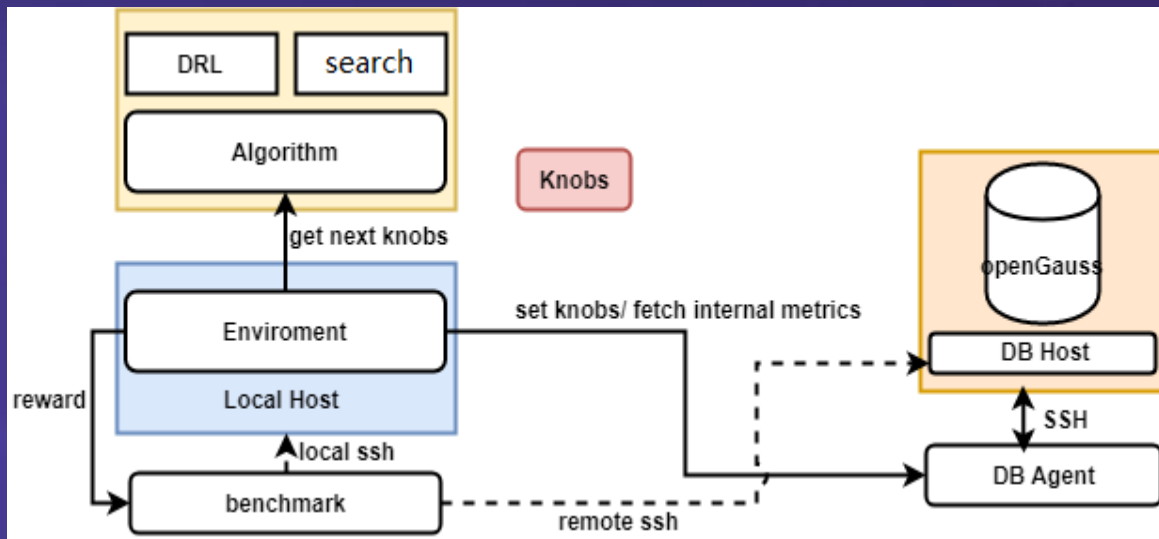 DRL
search
Algorithm
Knobs
get next knobs
openGauss
Enviroment
set knobs/ fetch internal metrics
DB Host
reward
Local Host
SSH
local ssh
benchmark
DB Agent
remote ssh